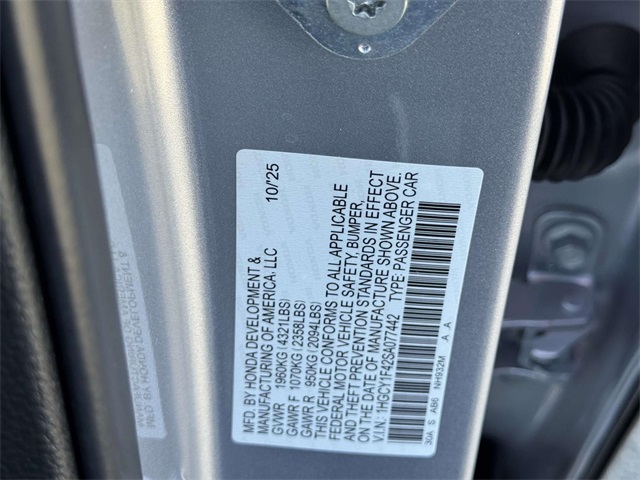 MFD. BY HONDA DEVELOPMENT &
MANUFACTURING OF AMERICA, LLC 10/'25
GVWR 1960KG(4321LBS)
GAWR F 1070KG(2358LBS)
GAWR R 950KG(2094LBS)
THIS VEHICLE CONFORMS TO ALL APPLICABLE
FEDERAL MOTOR VEHICLE SAFETY, BUMPER,
AND THEFT PREVENTION STANDARDS IN EFFECT
ON THE DATE OF MANUFACTURE SHOWN ABOVE.
V.I.N. : 1HGCY1F42SA077442 TYPE: PASSENGER CAR
30A S AB6 NH932M A A